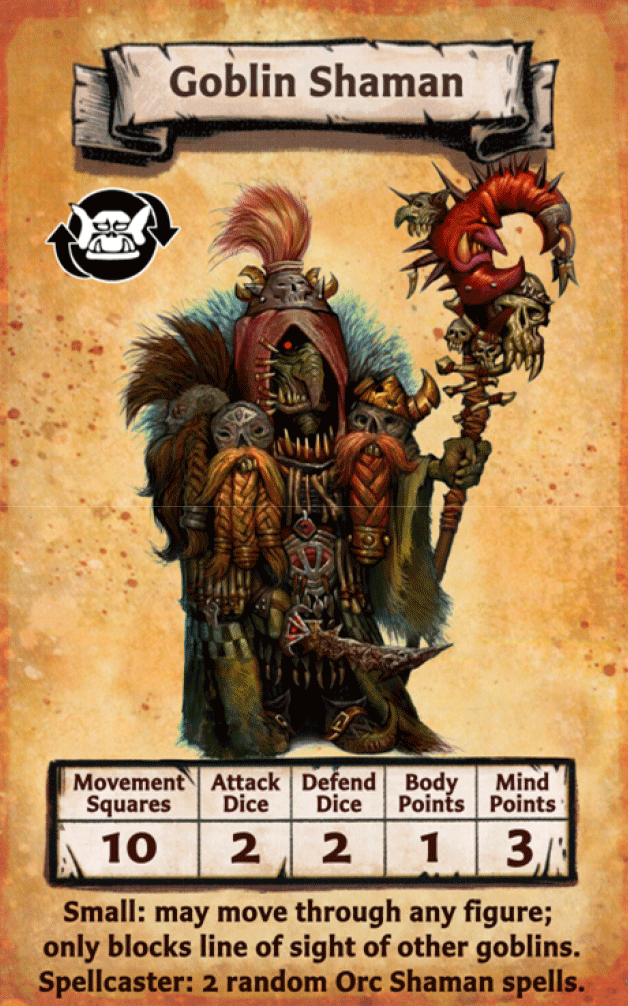 Goblin Shaman
Movement Squares | Attack Dice | Defend Dice | Body Points | Mind Points
10 | 2 | 2 | 1 | 3
Small: may move through any figure;
only blocks line of sight of other goblins.
Spellcaster: 2 random Orc Shaman spells.